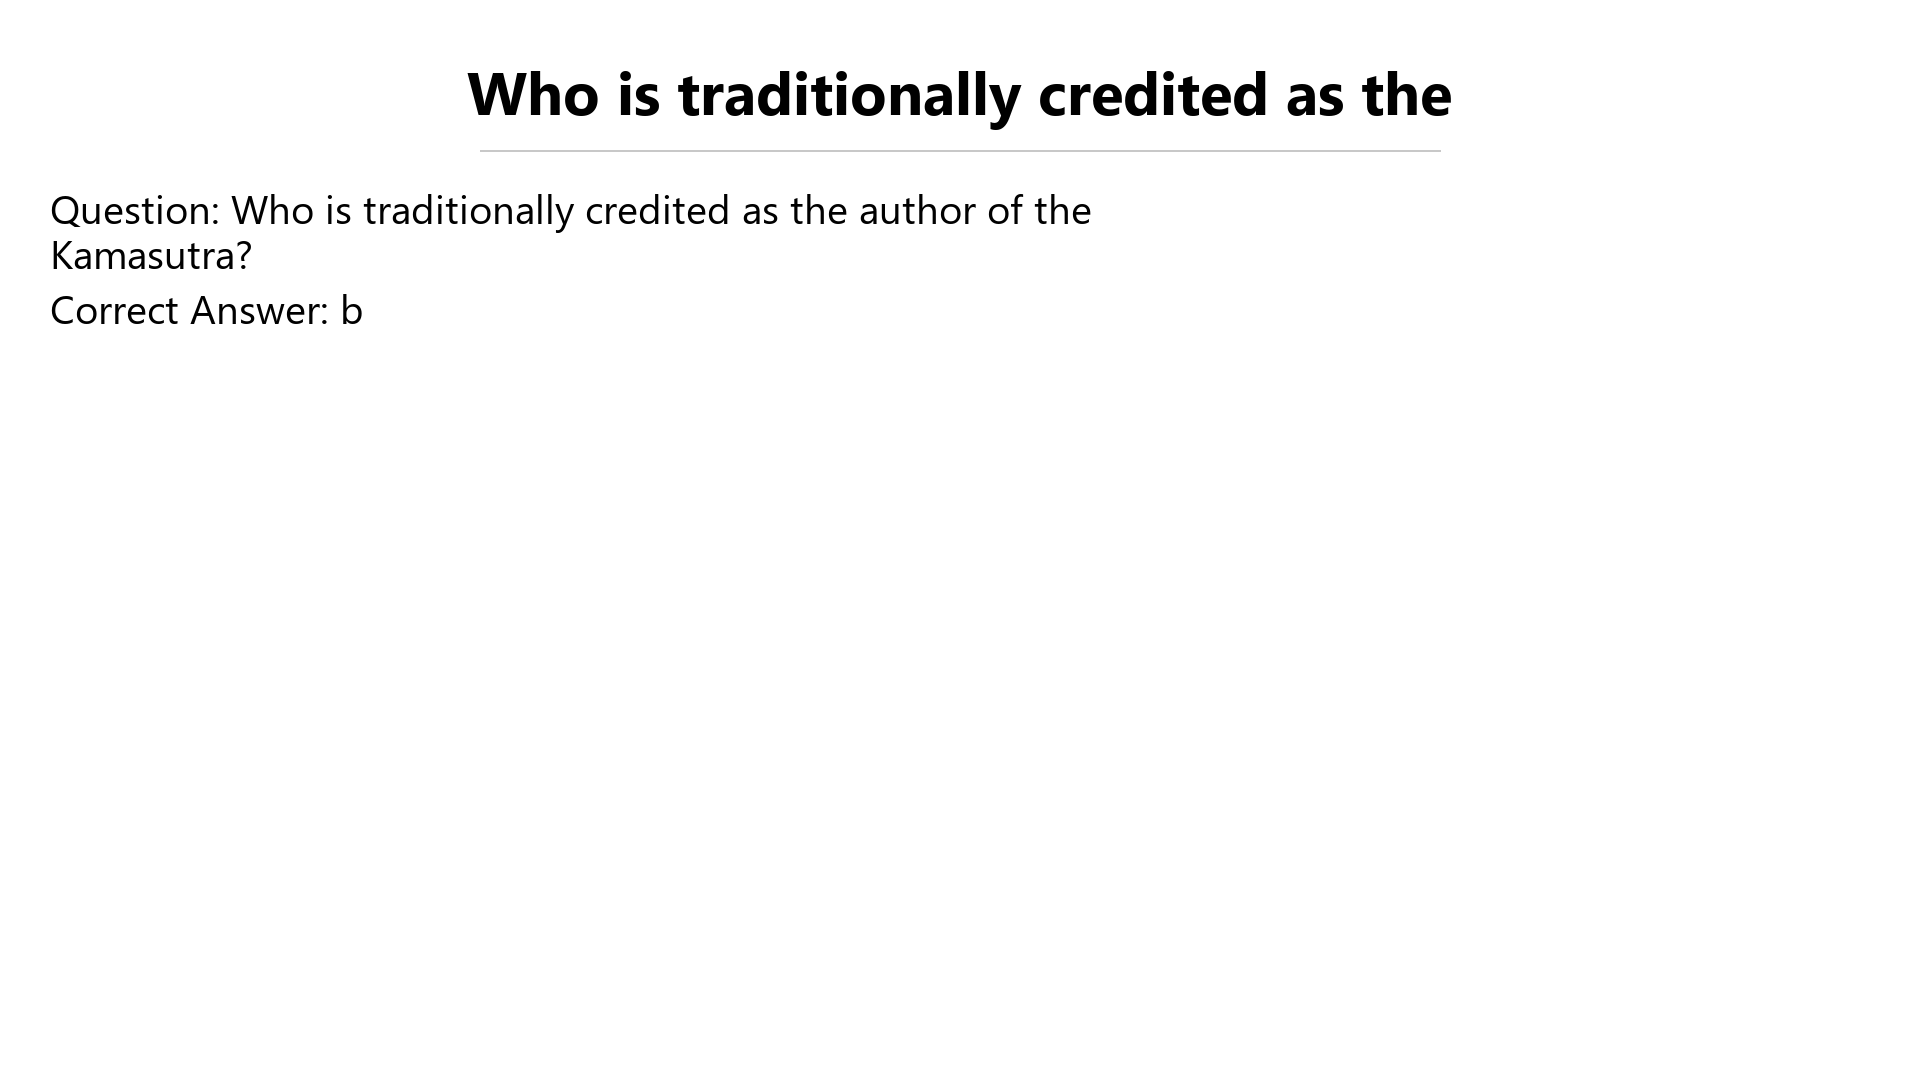 Who is traditionally credited as the
Question: Who is traditionally credited as the author of the
Kamasutra?
Correct Answer: b